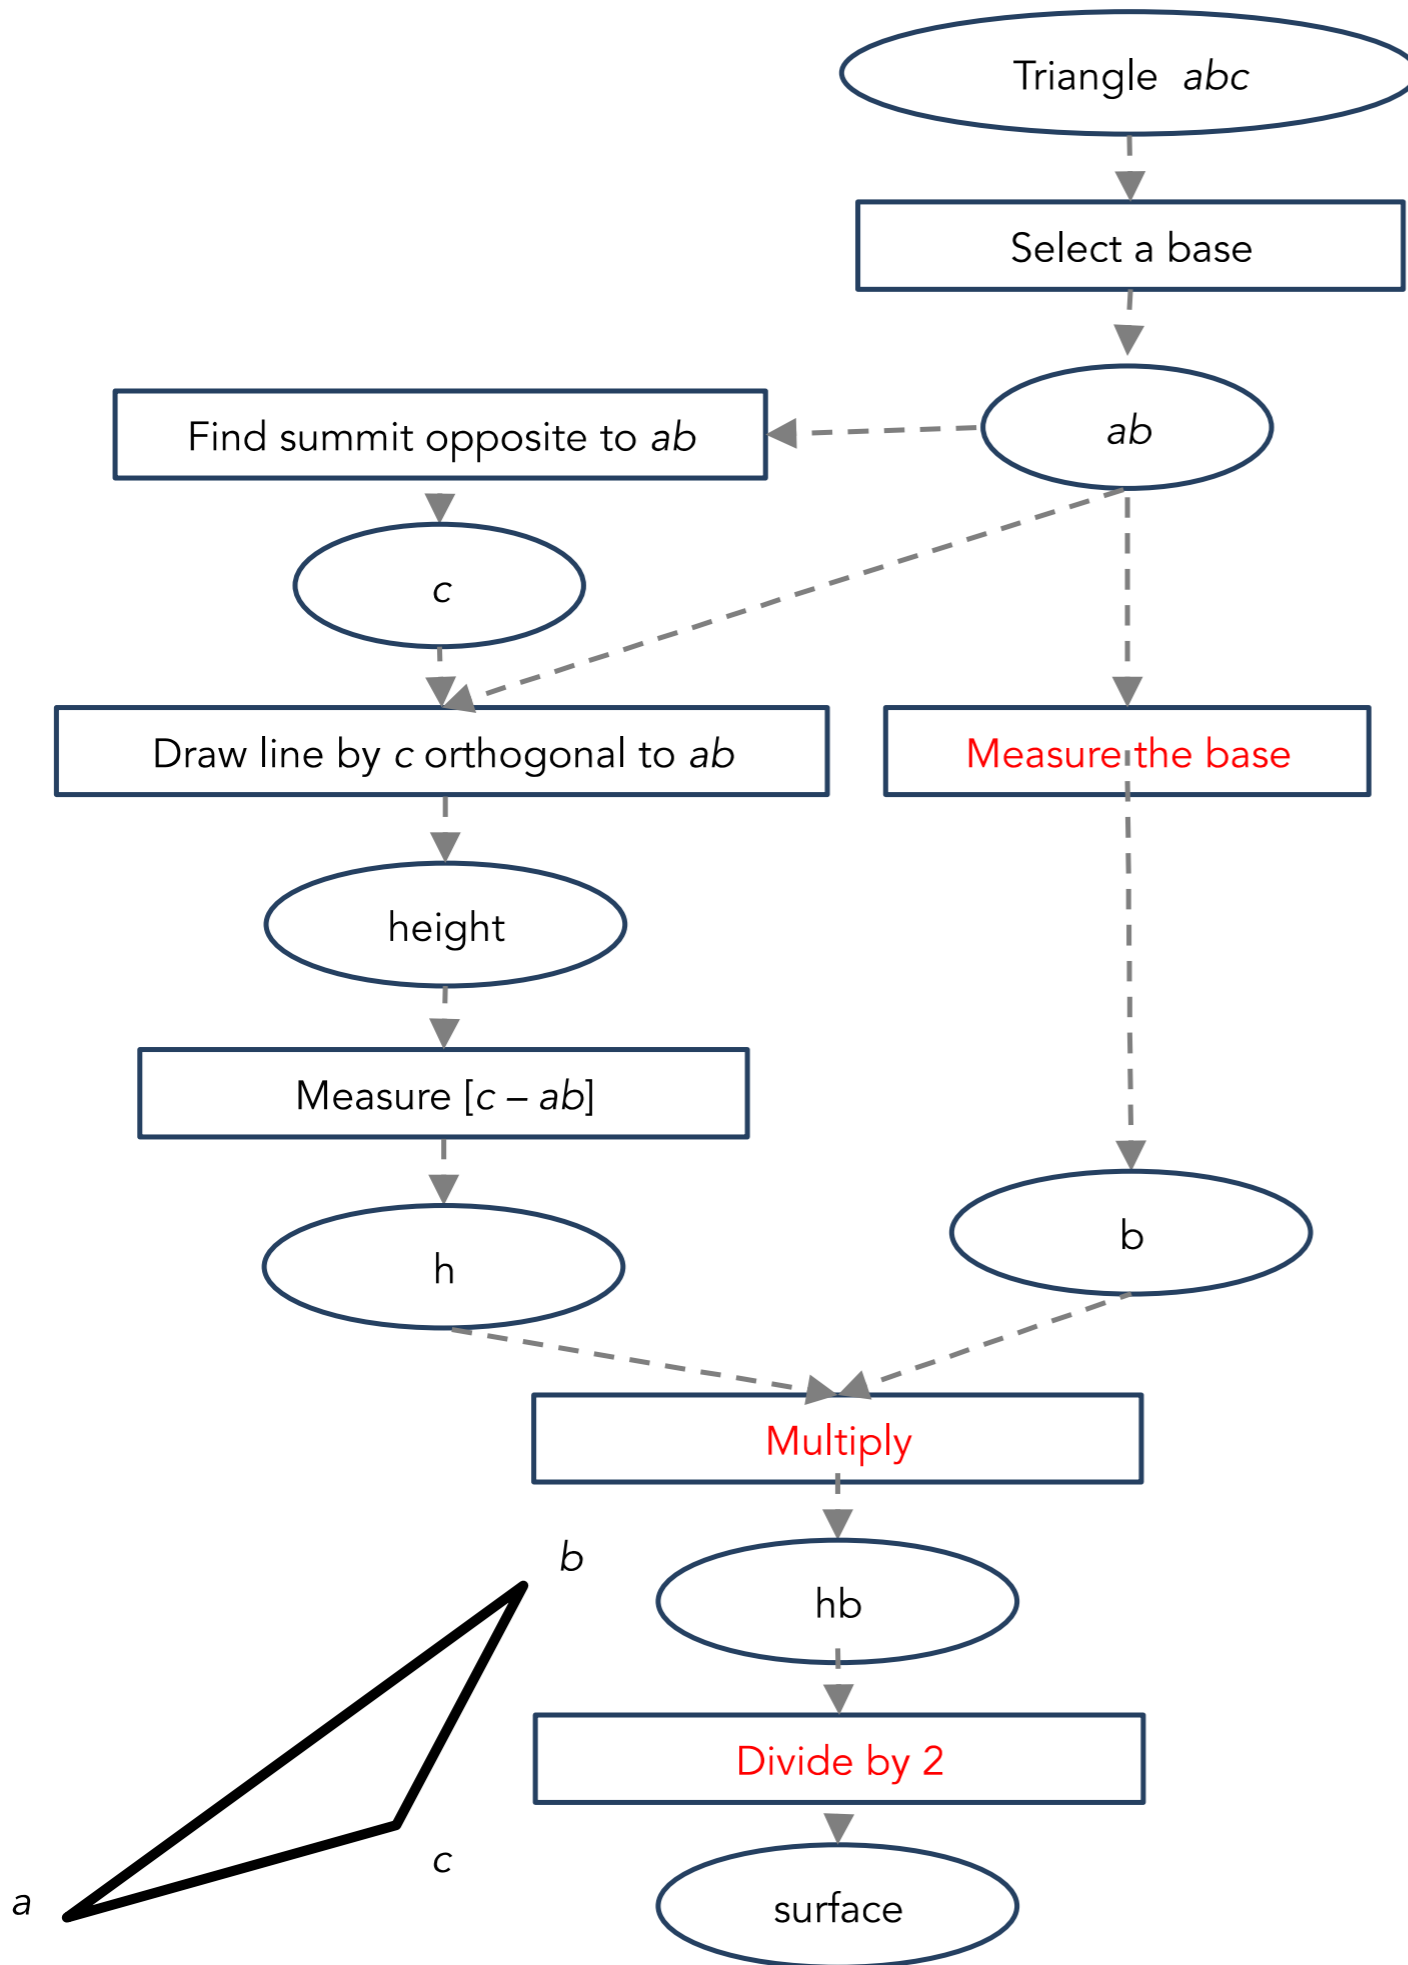 Triangle abc
Select a base
Find summit opposite to ab
ab
c
Draw line by c orthogonal to ab
Measure the base
height
Measure [c – ab]
h
b
Multiply
b
hb
Divide by 2
c
a
surface